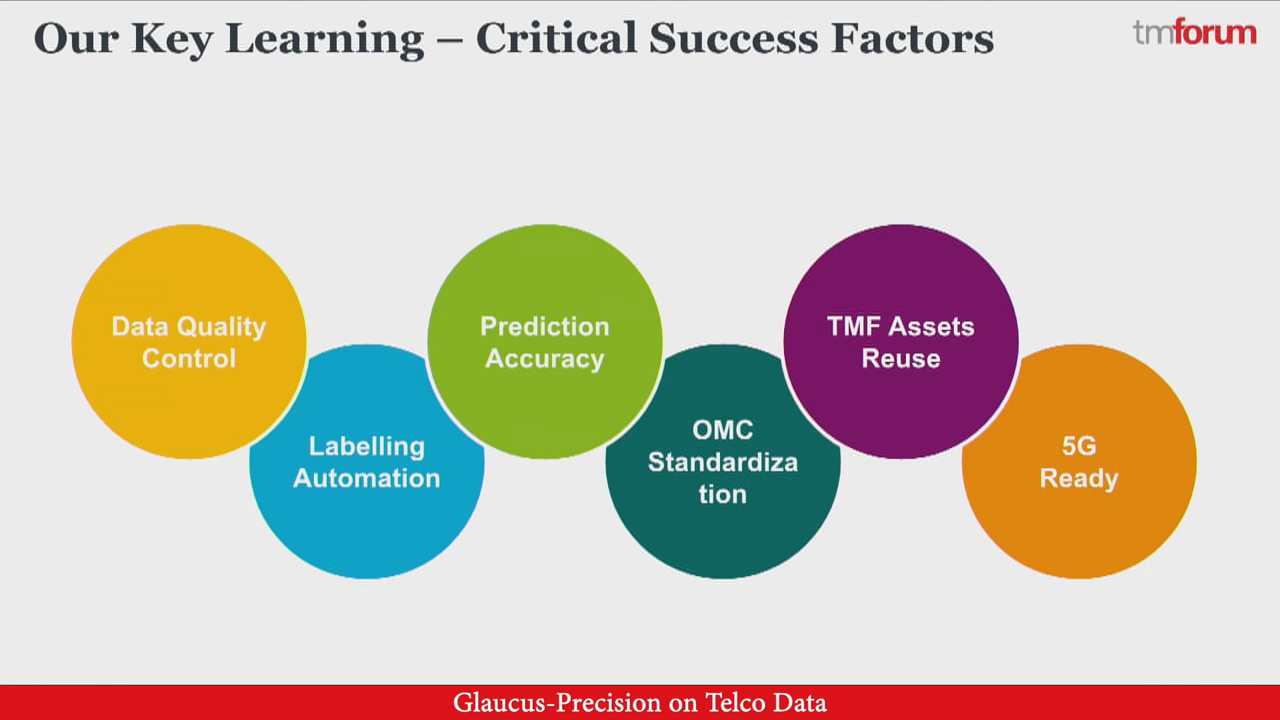 Our Key Learning – Critical Success Factors
tmforum
Data Quality
Control
Labelling
Automation
Prediction
Accuracy
OMC
Standardiza
tion
TMF Assets
Reuse
5G
Ready
Glaucus-Precision on Telco Data